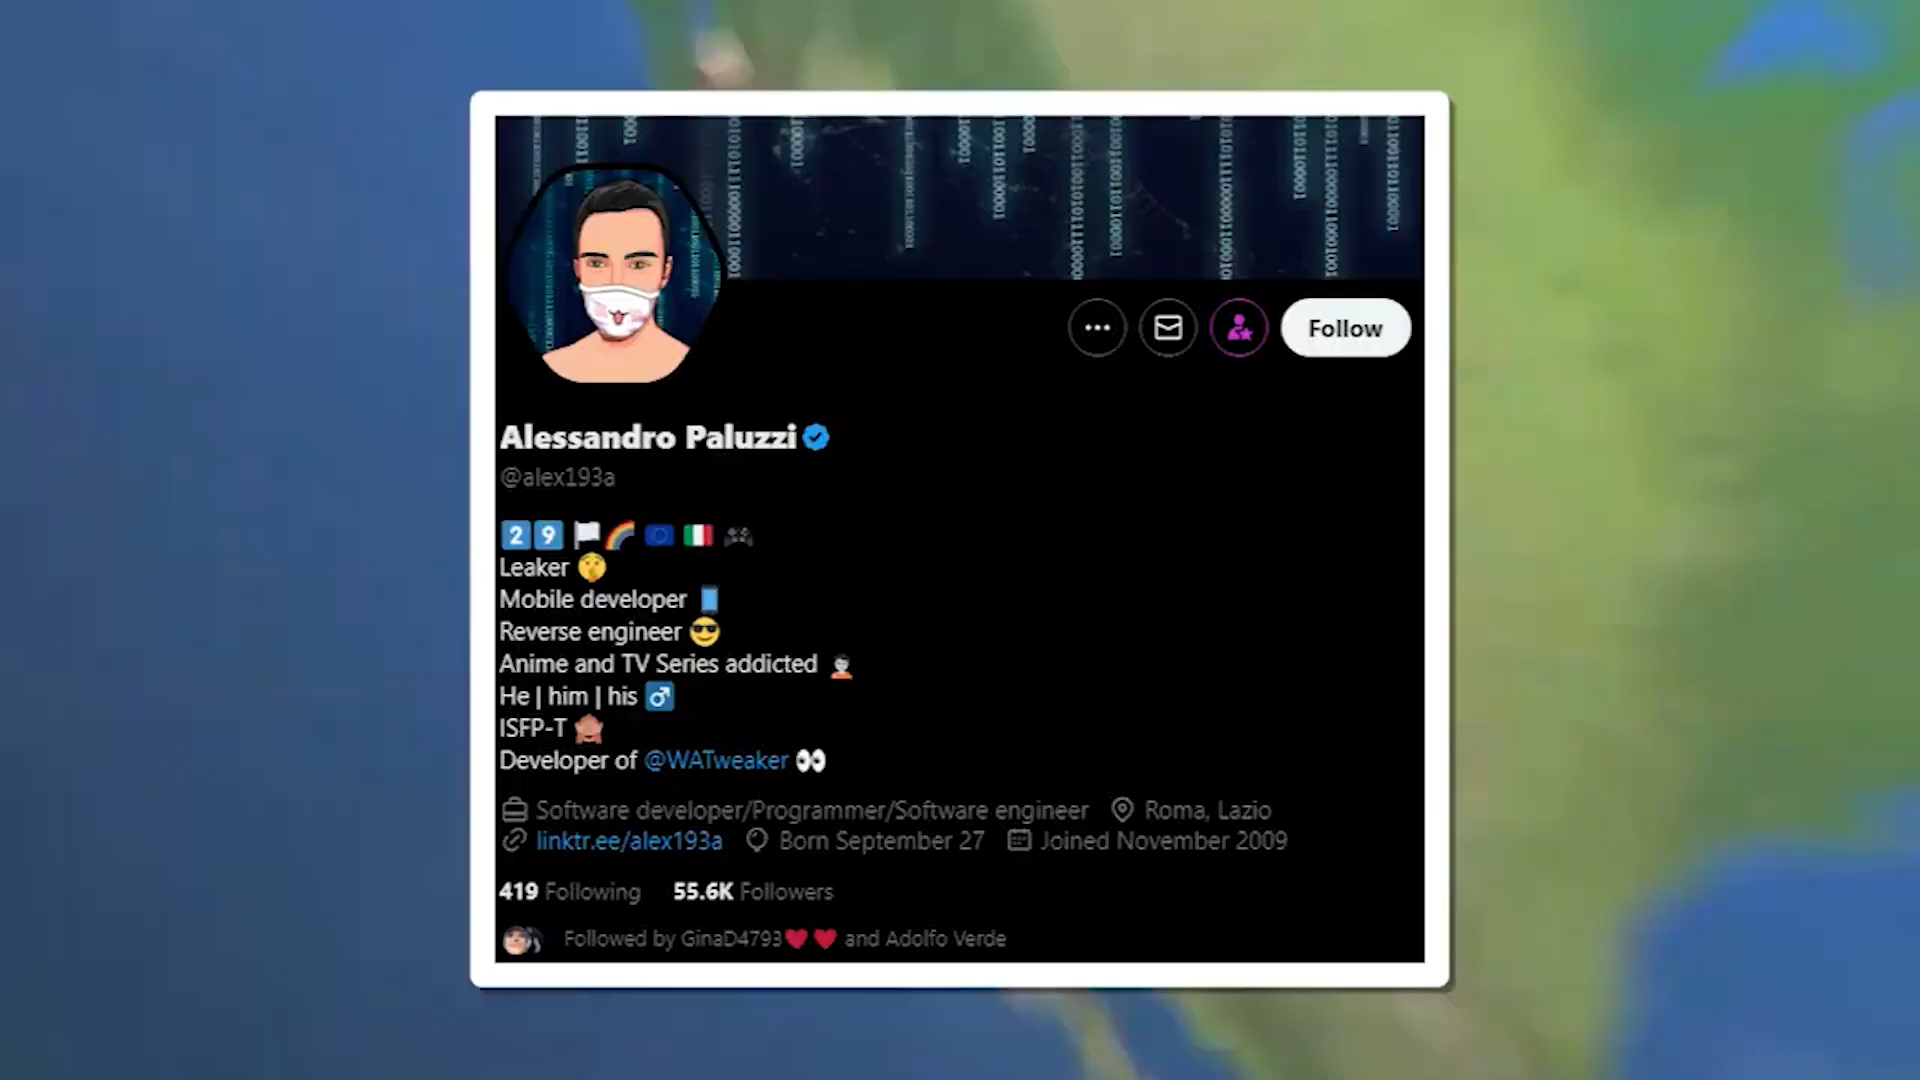 Follow
Alessandro Paluzzi
@alex193a
2 9
Leaker
Mobile developer
Reverse engineer
Anime and TV Series addicted
He | him | his
ISFP-T
Developer of @WATweaker
Software developer/Programmer/Software engineer Roma, Lazio
linktr.ee/alex193a Born September 27 Joined November 2009
419 Following 55.6K Followers
Followed by GinaD4793 and Adolfo Verde